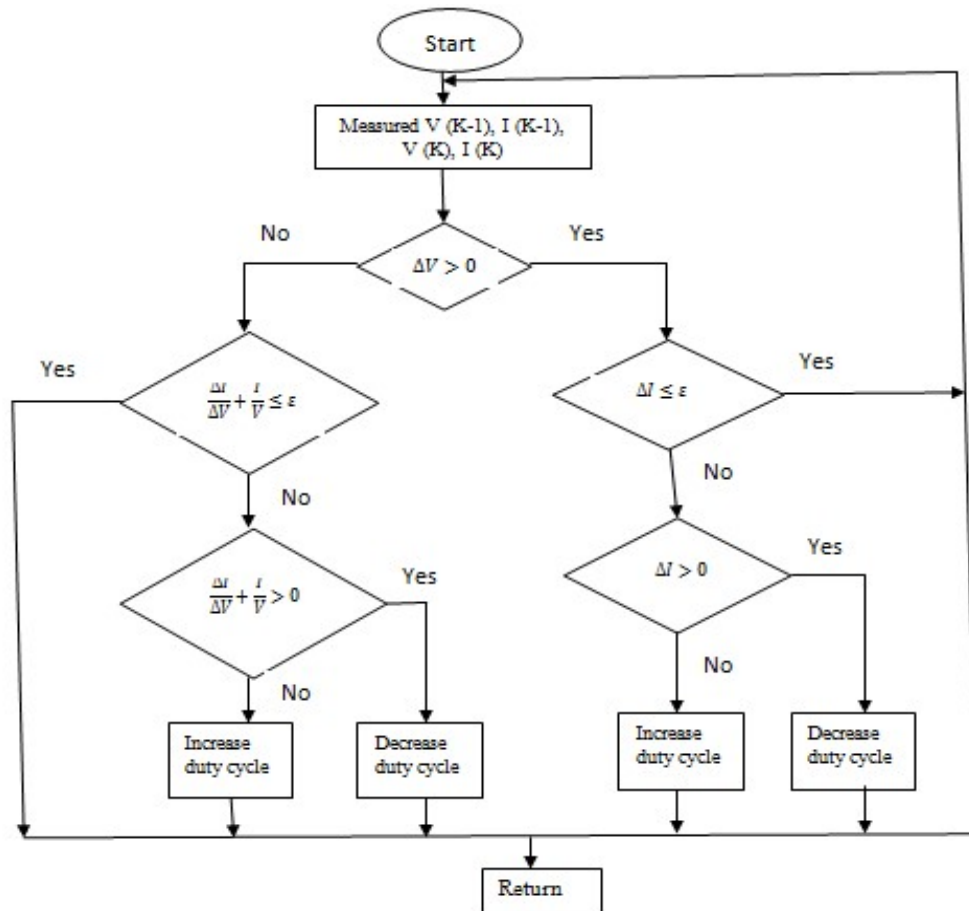 Start
Measured V (K-1), I (K-1),
V (K), I (K)
No
Yes
ΔV > 0
Yes
ΔI/ΔV + I/V ≤ ε
ΔI ≤ ε
Yes
No
No
ΔI/ΔV + I/V > 0
Yes
ΔI > 0
Yes
No
No
Increase
duty cycle
Decrease
duty cycle
Increase
duty cycle
Decrease
duty cycle
Return